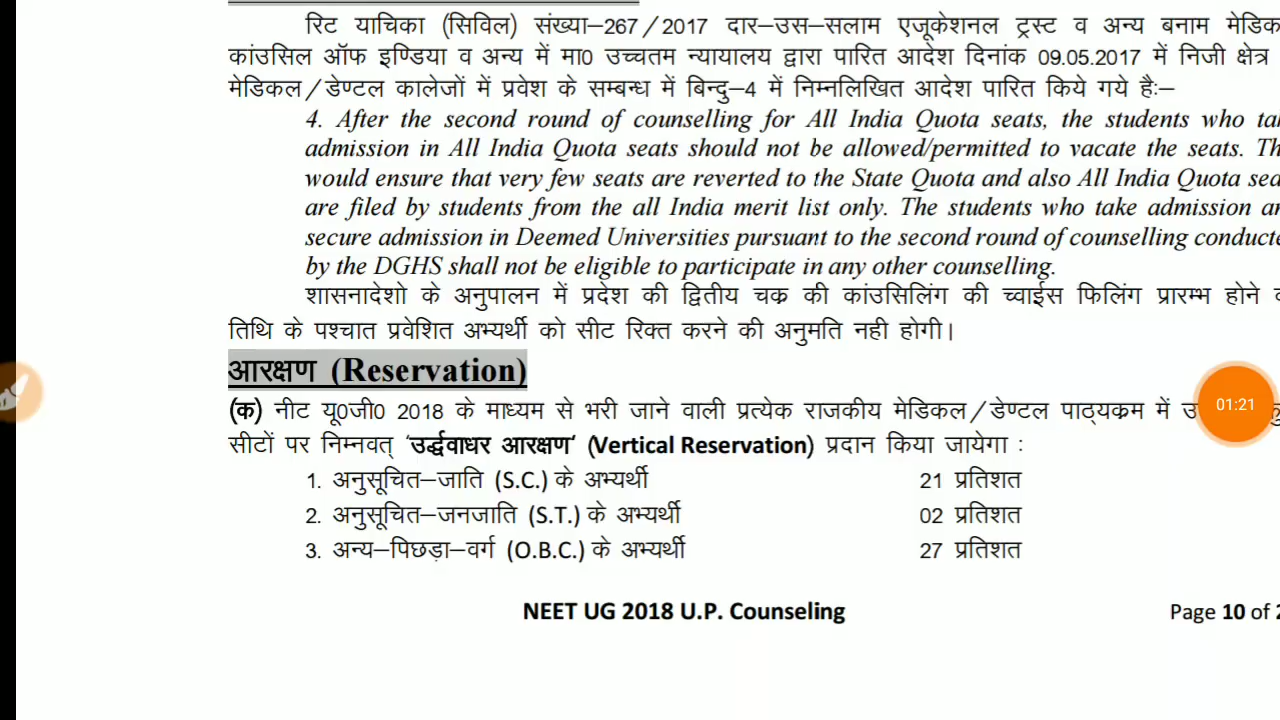 रिट याचिका (सिविल) संख्या–267/2017 दार–उस–सलाम एजूकेशनल ट्रस्ट व अन्य बनाम
कांउसिल ऑफ इण्डिया व अन्य में मा0 उच्चतम न्यायालय द्वारा पारित आदेश दिनांक 09.05.2017 में निजी क्षेत्र
मेडिकल/डेण्टल कालेजों में प्रवेश के सम्बन्ध में बिन्दु–4 में निम्नलिखित आदेश पारित किये गये हैः–
4. After the second round of counselling for All India Quota seats, the students who
admission in All India Quota seats should not be allowed/permitted to vacate the seats.
would ensure that very few seats are reverted to the State Quota and also All India Quota
are filed by students from the all India merit list only. The students who take admission
secure admission in Deemed Universities pursuant to the second round of counselling
by the DGHS shall not be eligible to participate in any other counselling.
शासनादेशो के अनुपालन में प्रदेश की द्वितीय चक्र की कांउसिलिंग की च्वाईस फिलिंग प्रारम्भ होने
तिथि के पश्चात प्रवेशित अभ्यर्थी को सीट रिक्त करने की अनुमति नही होगी।
आरक्षण (Reservation)
(क) नीट यू0जी0 2018 के माध्यम से भरी जाने वाली प्रत्येक राजकीय मेडिकल/डेण्टल पाठ्यक्रम में
1:21
सीटों पर निम्नवत् ‘उर्द्धवाधर आरक्षण’ (Vertical Reservation) प्रदान किया जायेगा :
1. अनुसूचित–जाति (S.C.) के अभ्यर्थी 21 प्रतिशत
2. अनुसूचित–जनजाति (S.T.) के अभ्यर्थी 02 प्रतिशत
3. अन्य–पिछड़ा–वर्ग (O.B.C.) के अभ्यर्थी 27 प्रतिशत
NEET UG 2018 U.P. Counseling Page 10 of